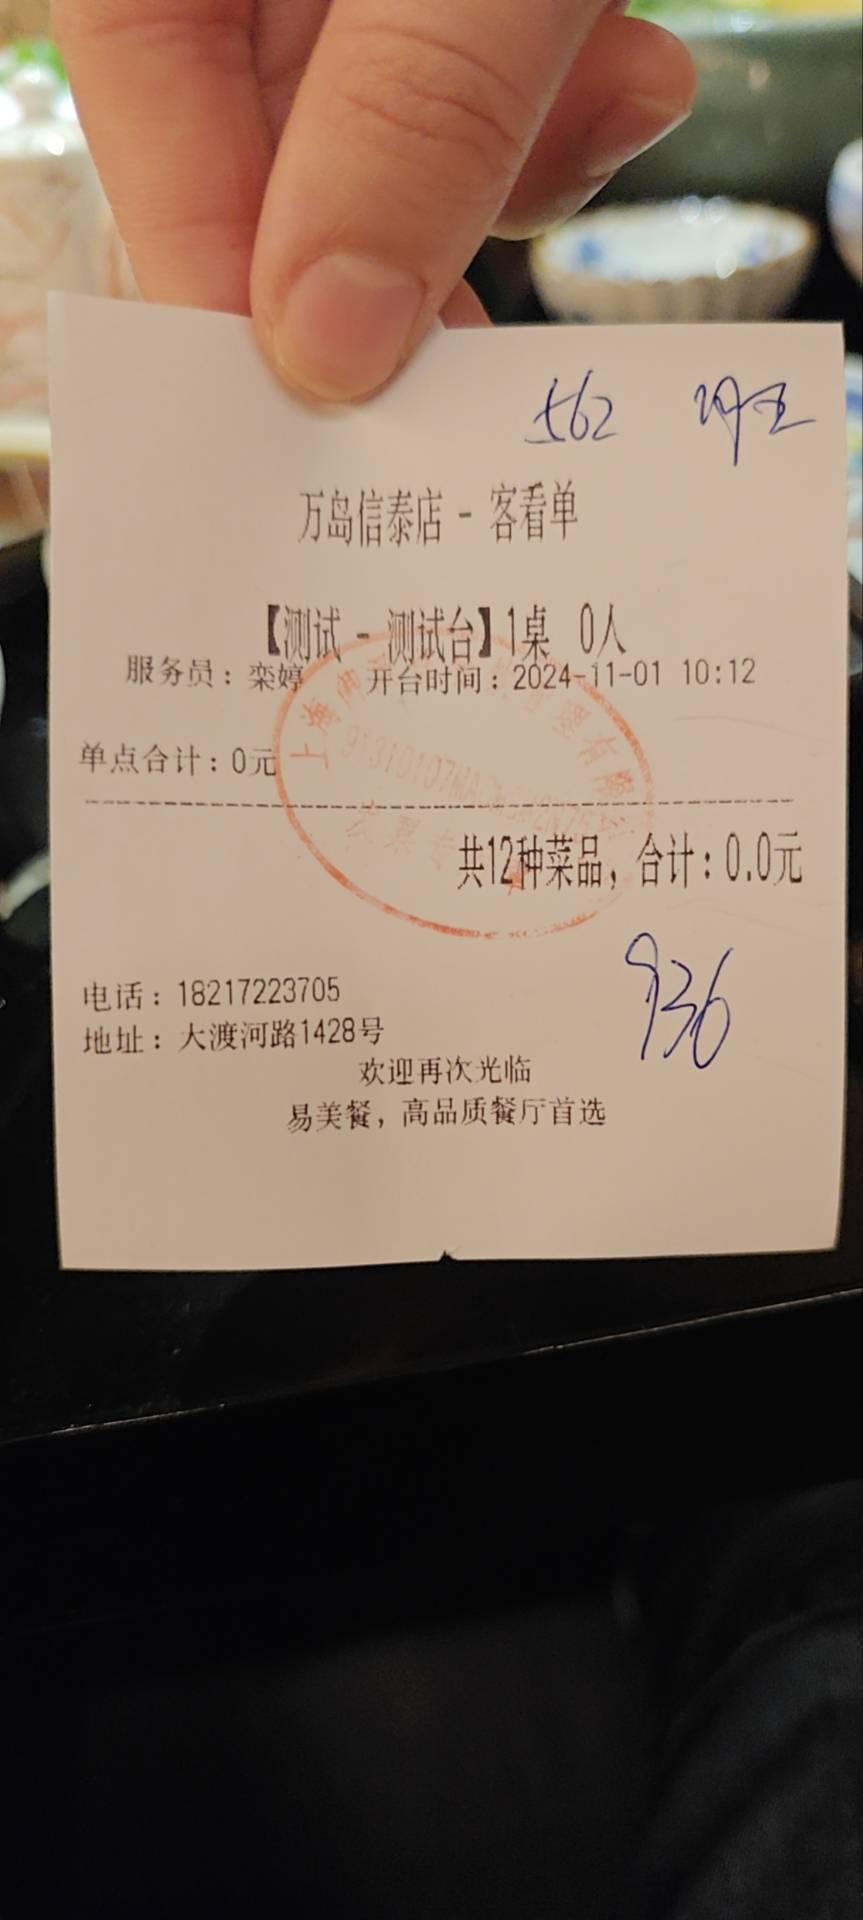 562
万岛信泰店 - 客看单
【测试 - 测试台】1桌 0人
服务员：栾婷 开台时间：2024-11-01 10:12
单点合计：0元
共12种菜品，合计：0.0元
936
电话：18217223705
地址：大渡河路1428号
欢迎再次光临
易美餐，高品质餐厅首选